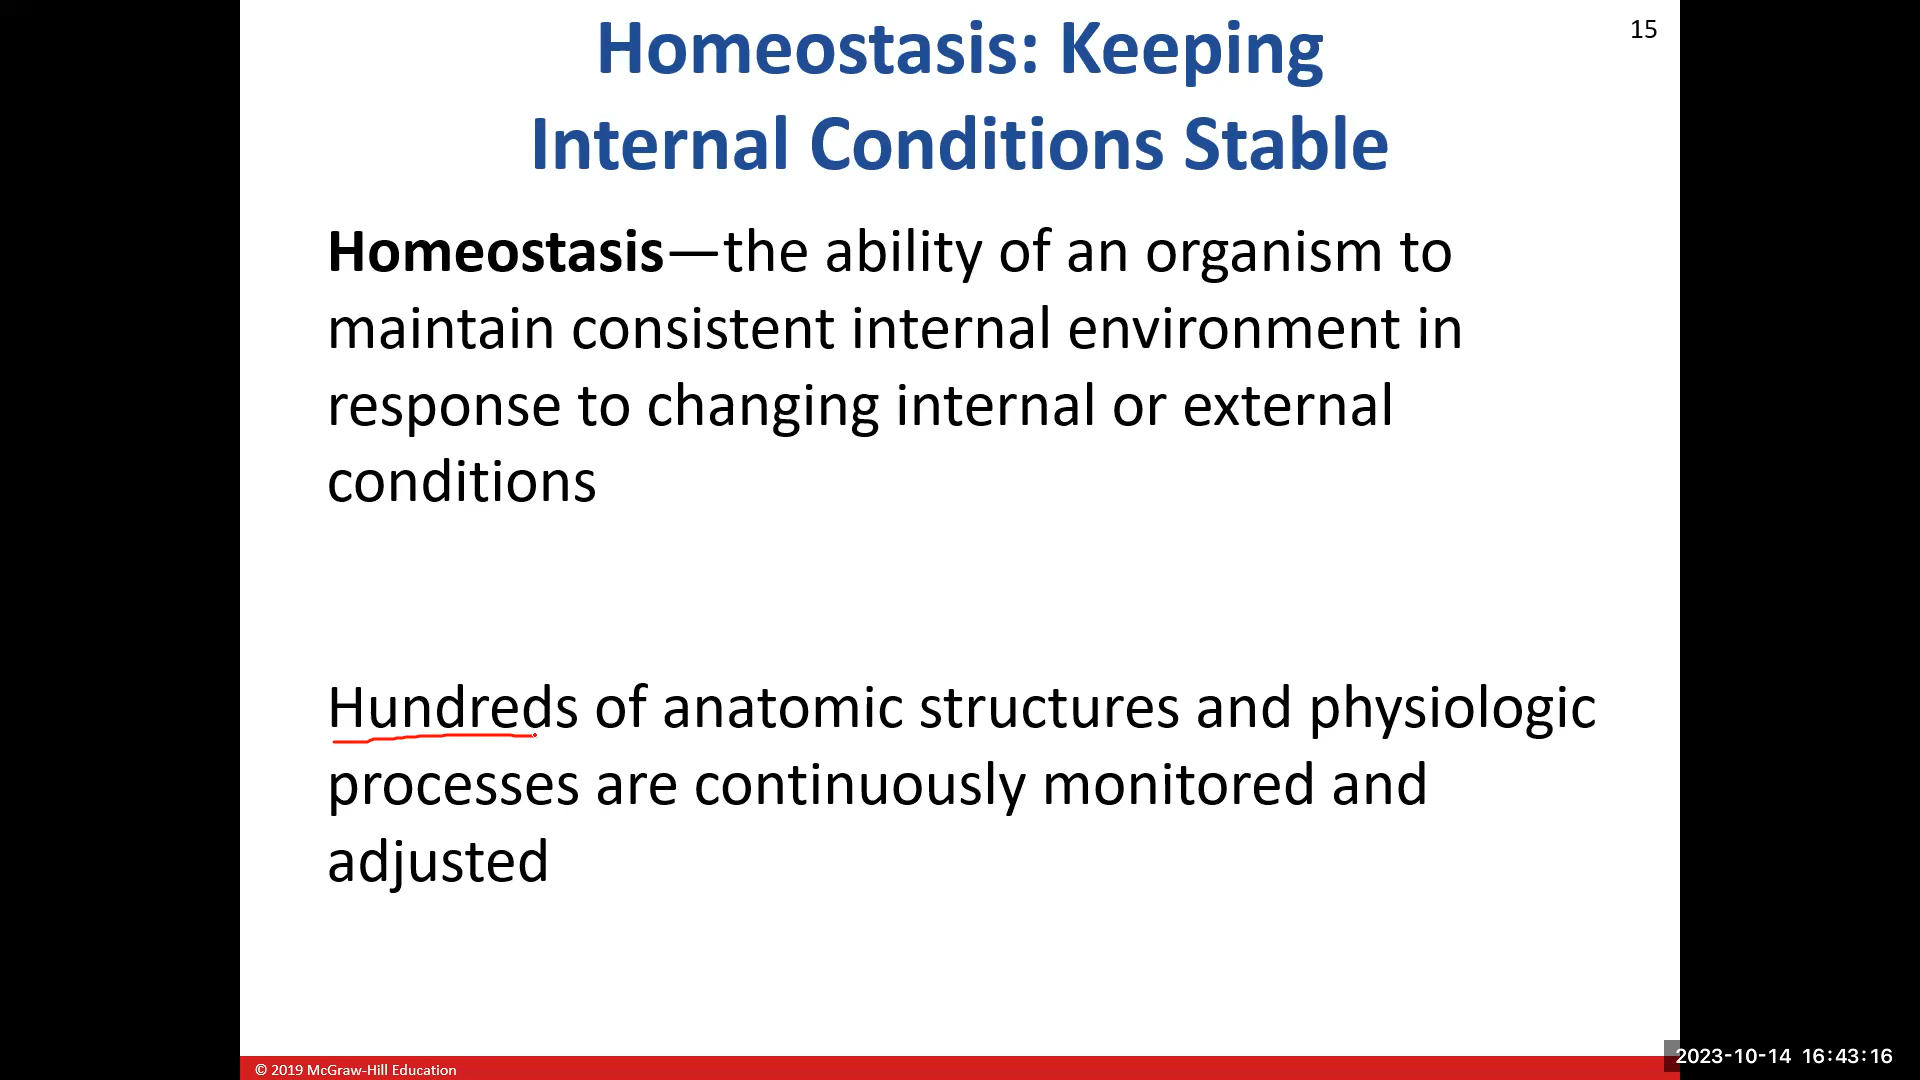 15
Homeostasis: Keeping
Internal Conditions Stable
Homeostasis—the ability of an organism to
maintain consistent internal environment in
response to changing internal or external
conditions
Hundreds of anatomic structures and physiologic
processes are continuously monitored and
adjusted
© 2019 McGraw-Hill Education
2023-10-14 16:43:16